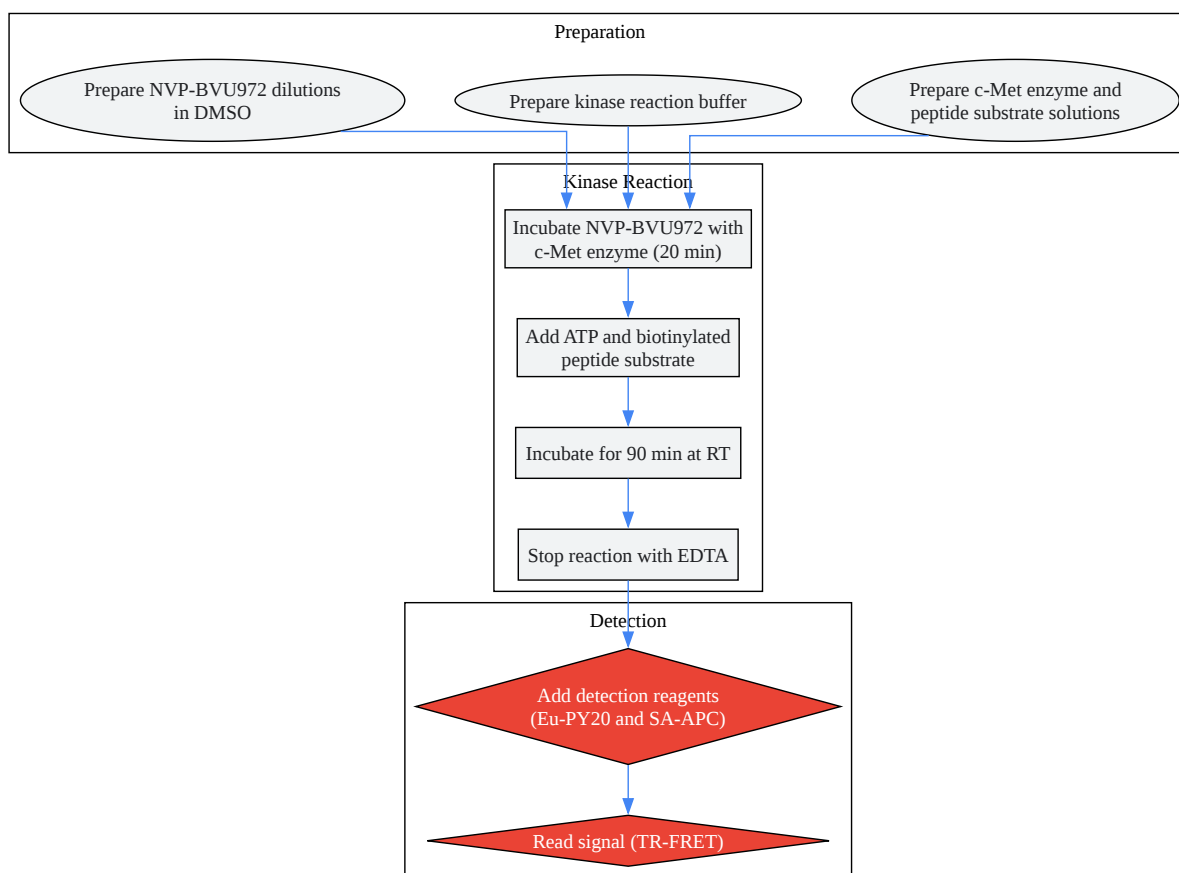 Preparation
Prepare NVP-BVU972 dilutions
in DMSO
Prepare kinase reaction buffer
Prepare c-Met enzyme and
peptide substrate solutions
Kinase Reaction
Incubate NVP-BVU972 with
c-Met enzyme (20 min)
Add ATP and biotinylated
peptide substrate
Incubate for 90 min at RT
Stop reaction with EDTA
Detection
Add detection reagents
(Eu-PY20 and SA-APC)
Read signal (TR-FRET)